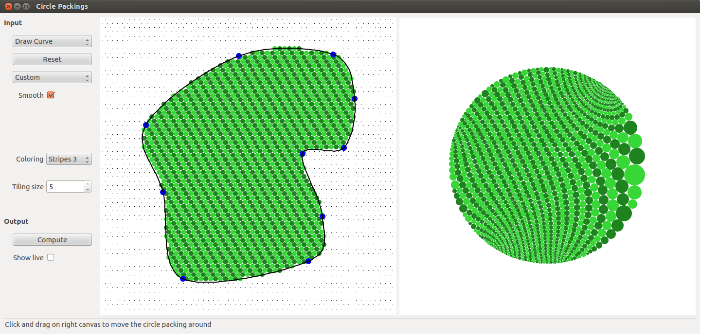 Circle Packings
Input
Draw Curve
Reset
Custom
Smooth
Coloring Stripes 3
Tiling size 5
Output
Compute
Show live
Click and drag on right canvas to move the circle packing around